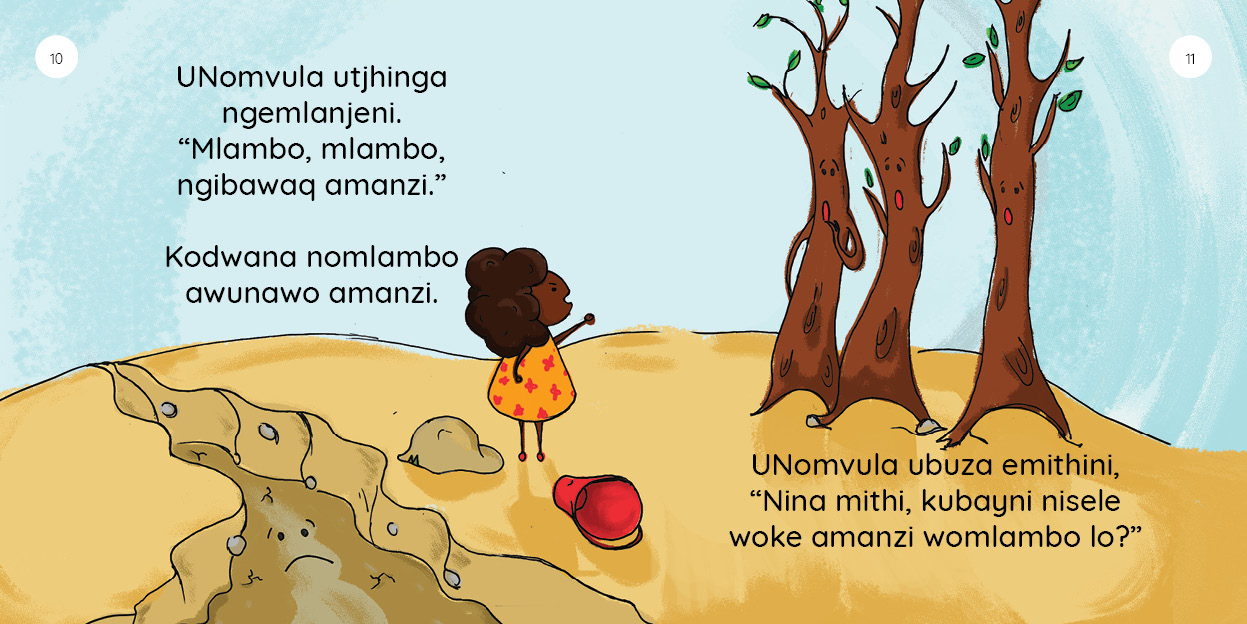 10
UNomvula utjhinga
ngemlanjeni.
“Mlambo, mlambo,
ngibawaq amanzi.”
Kodwana nomlambo
awunawo amanzi.
11
UNomvula ubuza emithini,
“Nina mithi, kubayni nisele
woke amanzi womlambo lo?”